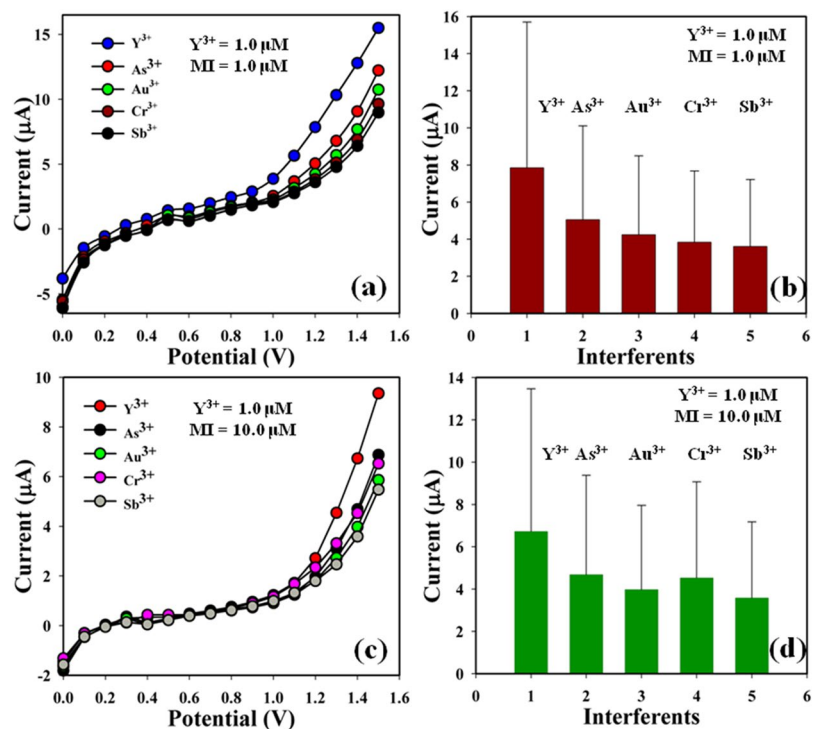 15
10
5
0
-5
Current (µA)
Y³⁺
As³⁺
Au³⁺
Cr³⁺
Sb³⁺
Y³⁺ = 1.0 µM
MI = 1.0 µM
(a)
0.0 0.2 0.4 0.6 0.8 1.0 1.2 1.4 1.6
Potential (V)
16
14
12
10
8
6
4
2
0
Current (µA)
Y³⁺ = 1.0 µM
MI = 1.0 µM
Y³⁺ As³⁺ Au³⁺ Cr³⁺ Sb³⁺
(b)
0 1 2 3 4 5 6
Interferents
10
8
6
4
2
0
-2
Current (µA)
Y³⁺
As³⁺
Au³⁺
Cr³⁺
Sb³⁺
Y³⁺ = 1.0 µM
MI = 10.0 µM
(c)
0.0 0.2 0.4 0.6 0.8 1.0 1.2 1.4 1.6
Potential (V)
14
12
10
8
6
4
2
0
Current (µA)
Y³⁺ = 1.0 µM
MI = 10.0 µM
Y³⁺ As³⁺ Au³⁺ Cr³⁺ Sb³⁺
(d)
0 1 2 3 4 5 6
Interferents